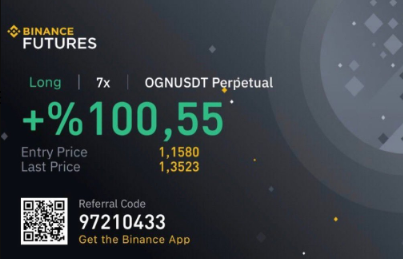 BINANCE
FUTURES
Long | 7x | OGNUSDT Perpetual
+%100,55
Entry Price 1,1580
Last Price 1,3523
Referral Code
97210433
Get the Binance App